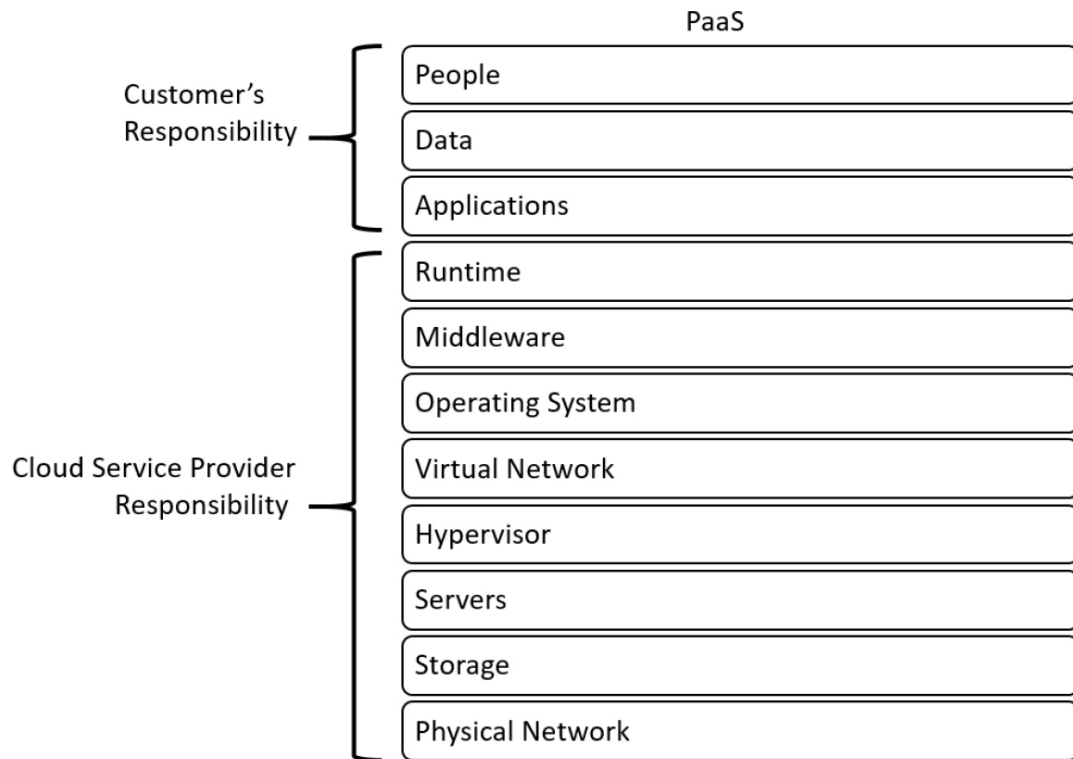 PaaS
Customer’s
Responsibility
People
Data
Applications
Cloud Service Provider
Responsibility
Runtime
Middleware
Operating System
Virtual Network
Hypervisor
Servers
Storage
Physical Network